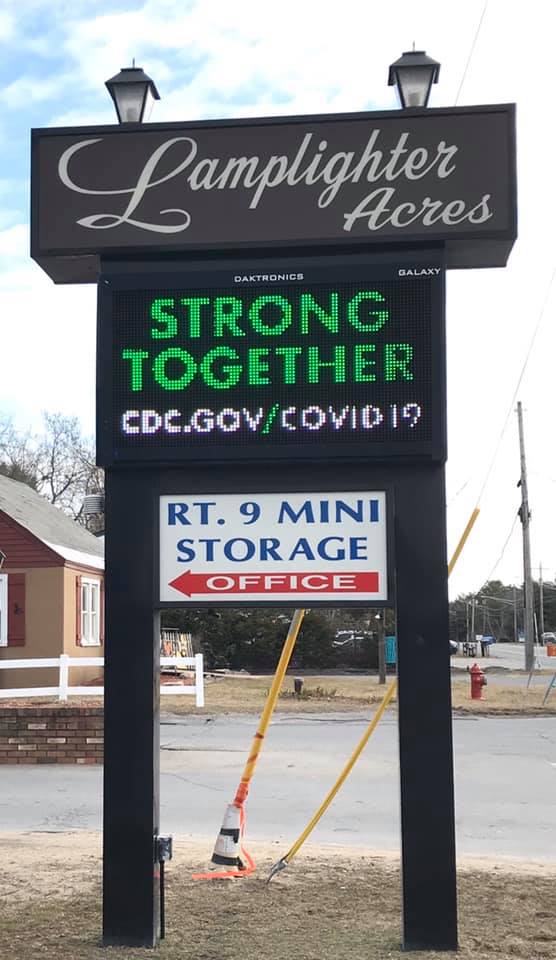 Lamplighter
Acres
DAKTRONICS GALAXY
STRONG
TOGETHER
CDC.GOV/COVID19
RT. 9 MINI
STORAGE
OFFICE